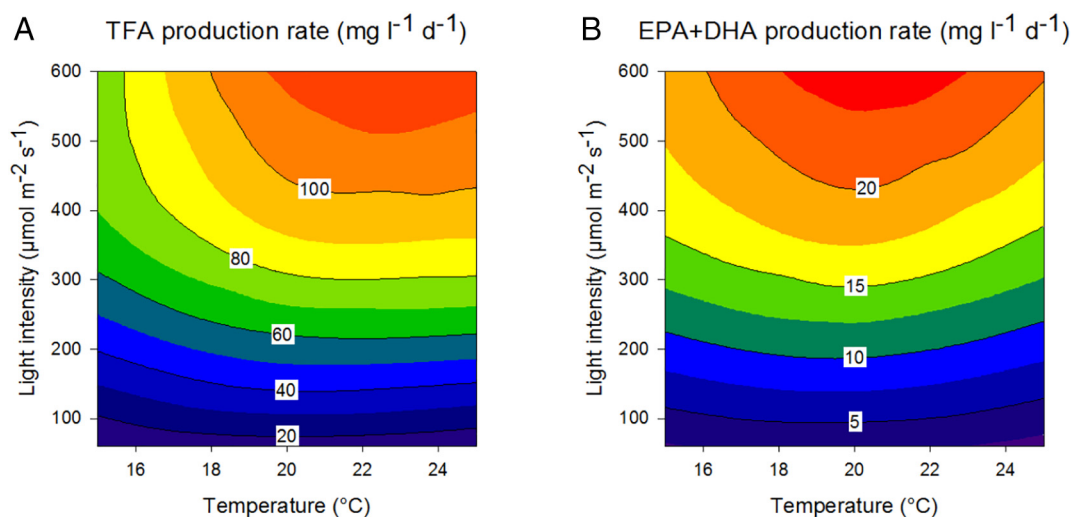 A
TFA production rate (mg l⁻¹ d⁻¹)
600
500
400
300
200
100
100
80
60
40
20
16 18 20 22 24
Light intensity (µmol m⁻² s⁻¹)
Temperature (°C)
B
EPA+DHA production rate (mg l⁻¹ d⁻¹)
600
500
400
300
200
100
20
15
10
5
16 18 20 22 24
Light intensity (µmol m⁻² s⁻¹)
Temperature (°C)